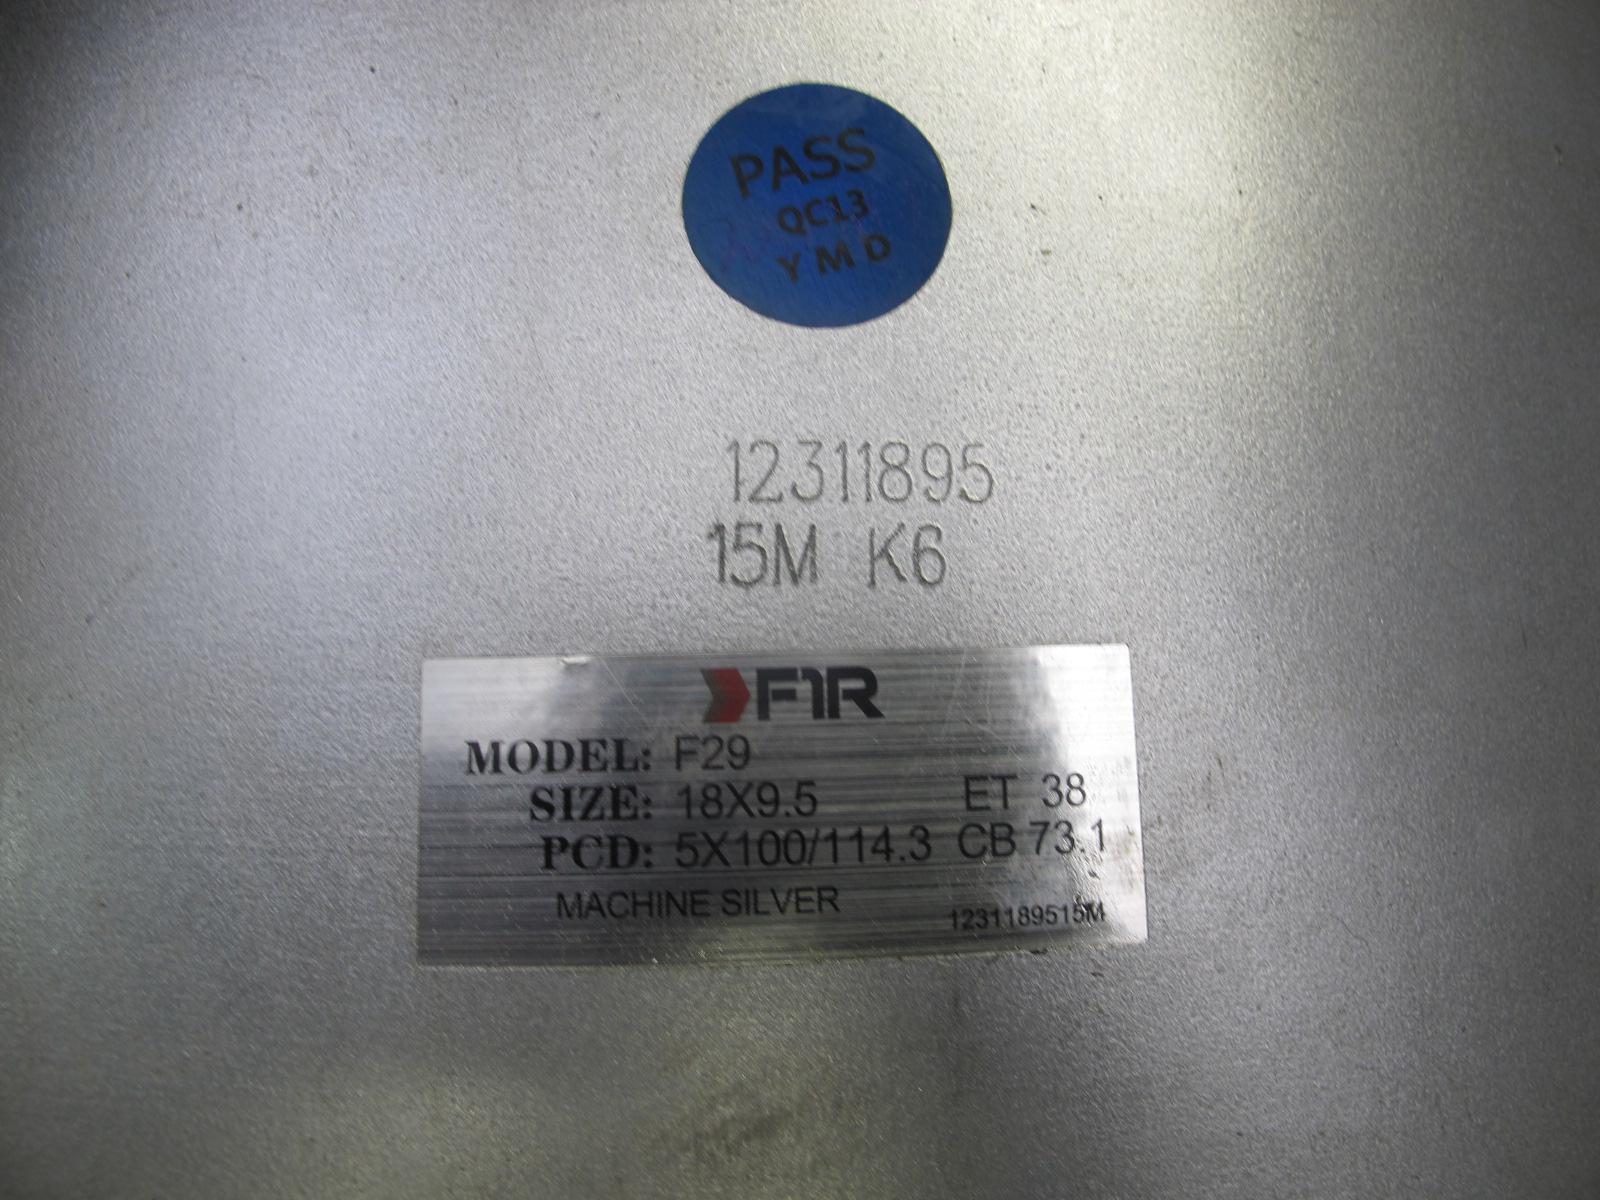 PASS
QC13
Y M D
12311895
15M K6
F1R
MODEL: F29
SIZE: 18X9.5 ET 38
PCD: 5X100/114.3 CB 73.1
MACHINE SILVER
1231189515M